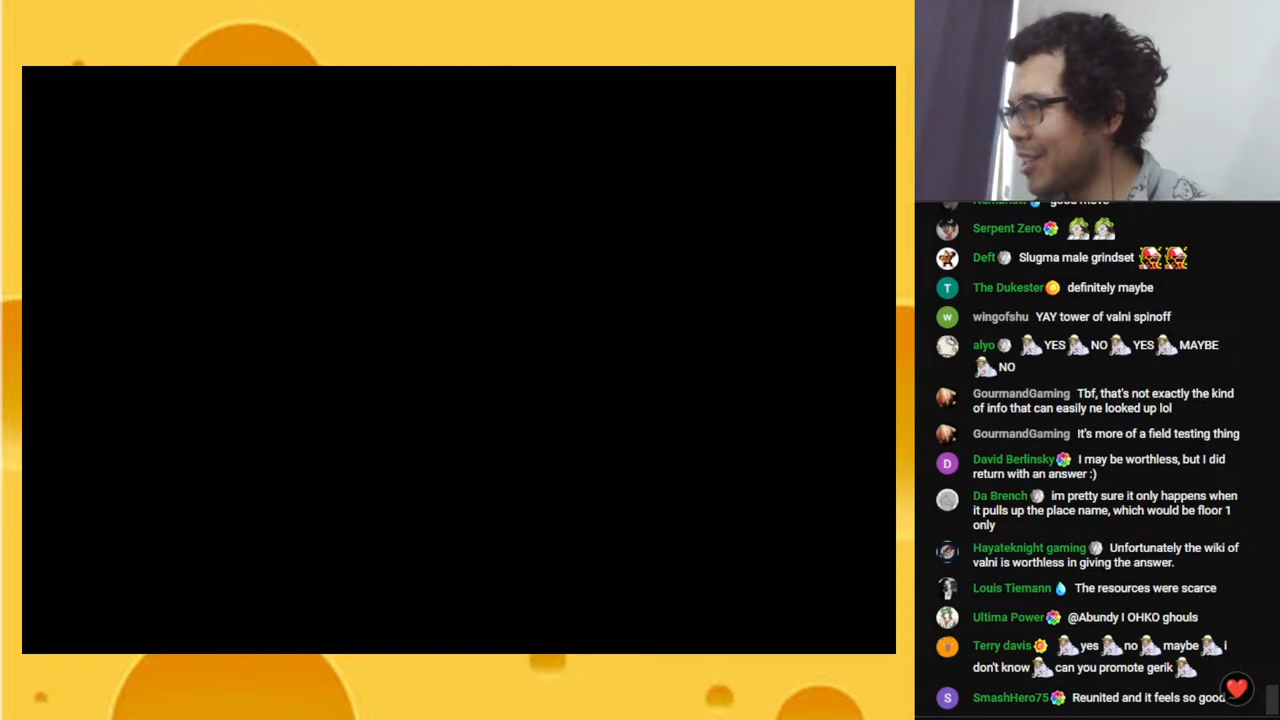 good move
Serpent Zero
Deft Slugma male grindset
The Dukester definitely maybe
w wingofshu YAY tower of valni spinoff
alyo YES NO YES MAYBE
NO
GourmandGaming Tbf, that's not exactly the kind
of info that can easily ne looked up lol
GourmandGaming It's more of a field testing thing
David Berlinsky I may be worthless, but I did
return with an answer :)
Da Brench im pretty sure it only happens when
it pulls up the place name, which would be floor 1
only
Hayateknight gaming Unfortunately the wiki of
valni is worthless in giving the answer.
Louis Tiemann The resources were scarce
Ultima Power @Abundy I OHKO ghouls
Terry davis yes no maybe i
don't know can you promote gerik
S SmashHero75 Reunited and it feels so good